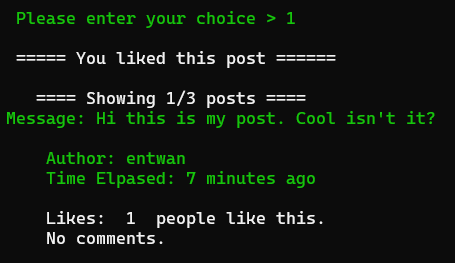 Please enter your choice > 1
===== You liked this post ======
==== Showing 1/3 posts ====
Message: Hi this is my post. Cool isn't it?
Author: entwan
Time Elpased: 7 minutes ago
Likes:  1  people like this.
No comments.